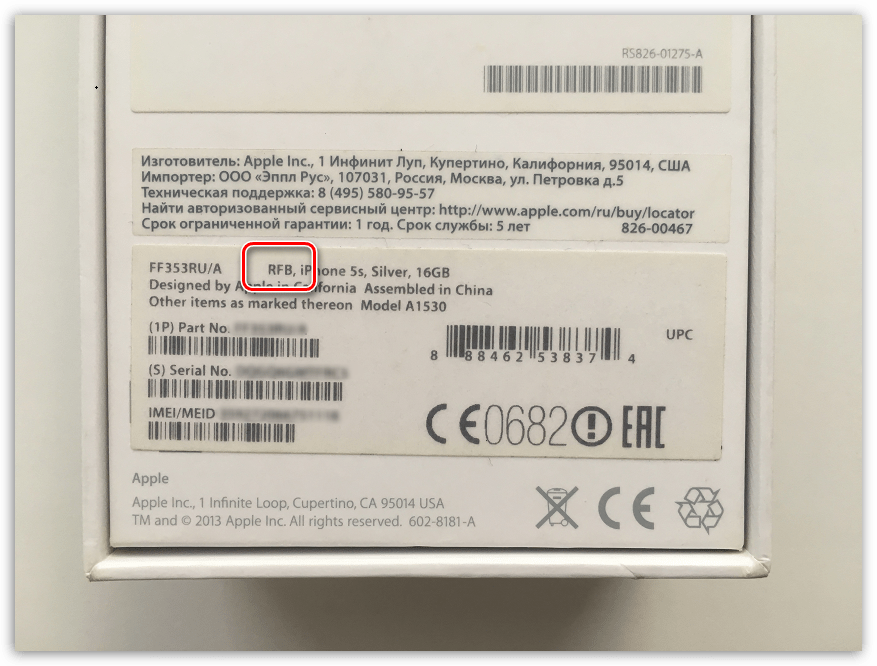 RS826-01275-A
Изготовитель: Apple Inc., 1 Инфинит Луп, Купертино, Калифорния, 95014, США
Импортер: ООО «Эппл Рус», 107031, Россия, Москва, ул. Петровка д.5
Техническая поддержка: 8 (495) 580-95-57
Найти авторизованный сервисный центр: http://www.apple.com/ru/buy/locator
Срок ограниченной гарантии: 1 год. Срок службы: 5 лет 826-00467
FF353RU/A RFB, iPhone 5s, Silver, 16GB
Designed by Apple in California Assembled in China
Other items as marked thereon Model A1530
(1P) Part No.
UPC
8 88462 53837 4
(S) Serial No.
IMEI/MEID
CE0682 EAC
Apple
Apple Inc., 1 Infinite Loop, Cupertino, CA 95014 USA
TM and © 2013 Apple Inc. All rights reserved. 602-8181-A
CE